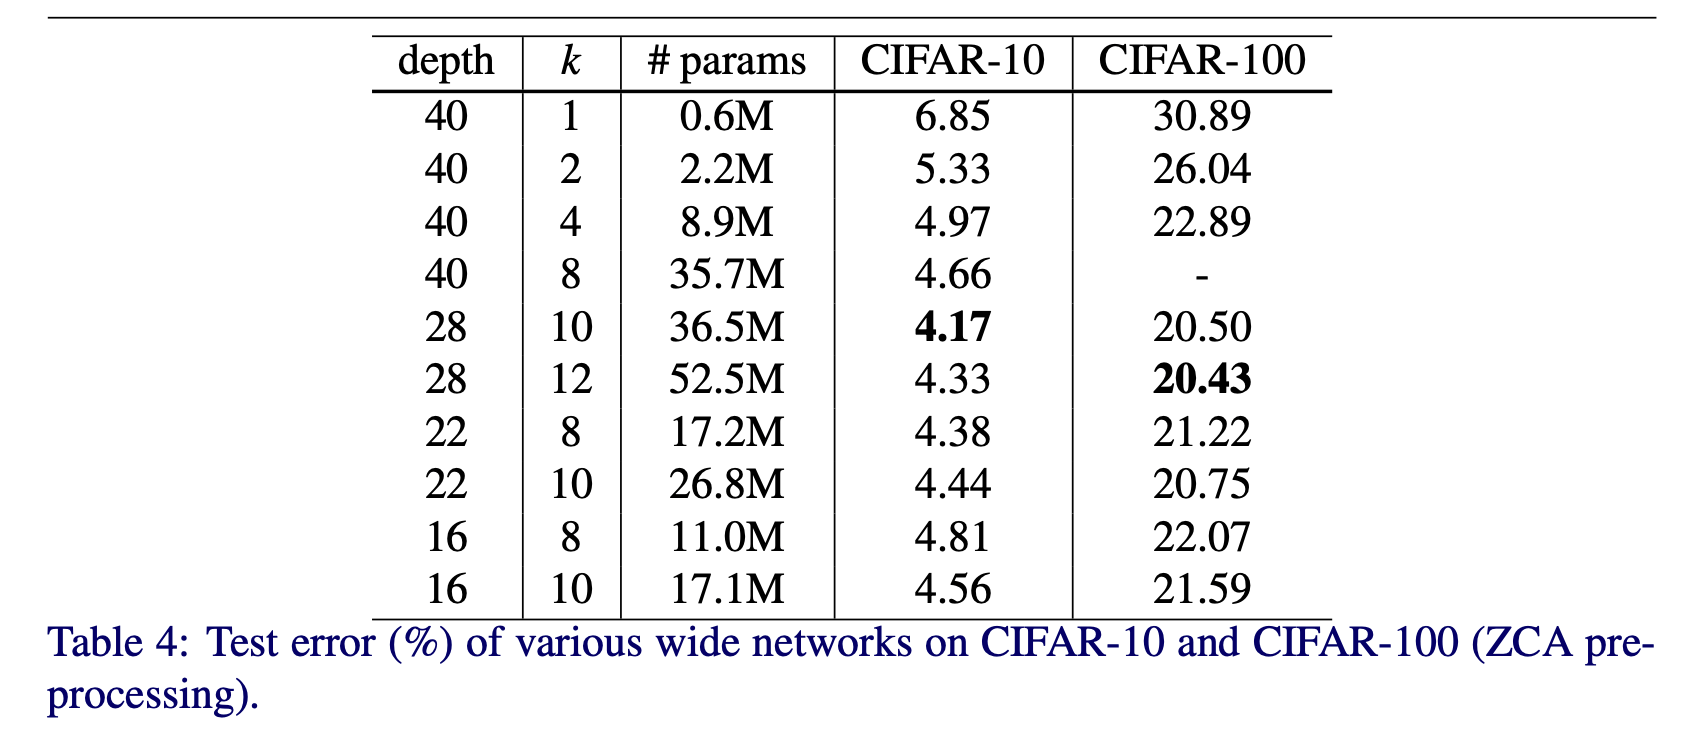 depth k # params CIFAR-10 CIFAR-100
40 1 0.6M 6.85 30.89
40 2 2.2M 5.33 26.04
40 4 8.9M 4.97 22.89
40 8 35.7M 4.66 -
28 10 36.5M 4.17 20.50
28 12 52.5M 4.33 20.43
22 8 17.2M 4.38 21.22
22 10 26.8M 4.44 20.75
16 8 11.0M 4.81 22.07
16 10 17.1M 4.56 21.59
Table 4: Test error (%) of various wide networks on CIFAR-10 and CIFAR-100 (ZCA pre-
processing).